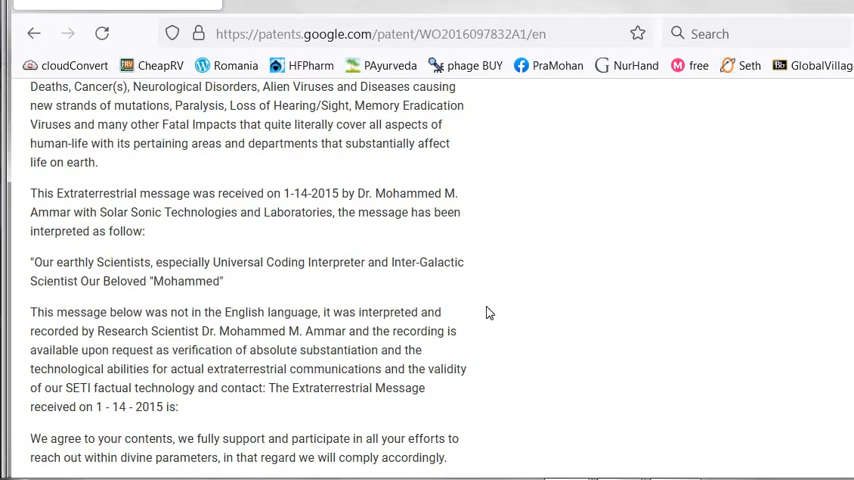 https://patents.google.com/patent/WO2016097832A1/en
Search
cloudConvert CheapRV Romania HFPharm PAyurveda phage BUY PraMohan NurHand free Seth GlobalVillag
Deaths, Cancer(s), Neurological Disorders, Alien Viruses and Diseases causing
new strands of mutations, Paralysis, Loss of Hearing/Sight, Memory Eradication
Viruses and many other Fatal Impacts that quite literally cover all aspects of
human-life with its pertaining areas and departments that substantially affect
life on earth.
This Extraterrestrial message was received on 1-14-2015 by Dr. Mohammed M.
Ammar with Solar Sonic Technologies and Laboratories, the message has been
interpreted as follow:
"Our earthly Scientists, especially Universal Coding Interpreter and Inter-Galactic
Scientist Our Beloved "Mohammed"
This message below was not in the English language, it was interpreted and
recorded by Research Scientist Dr. Mohammed M. Ammar and the recording is
available upon request as verification of absolute substantiation and the
technological abilities for actual extraterrestrial communications and the validity
of our SETI factual technology and contact: The Extraterrestrial Message
received on 1 - 14 - 2015 is:
We agree to your contents, we fully support and participate in all your efforts to
reach out within divine parameters, in that regard we will comply accordingly.